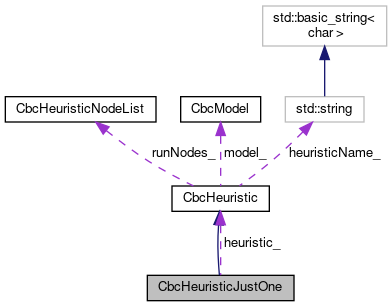 std::basic_string<
char >
CbcHeuristicNodeList
CbcModel
std::string
runNodes_
model_
heuristicName_
CbcHeuristic
heuristic_
CbcHeuristicJustOne